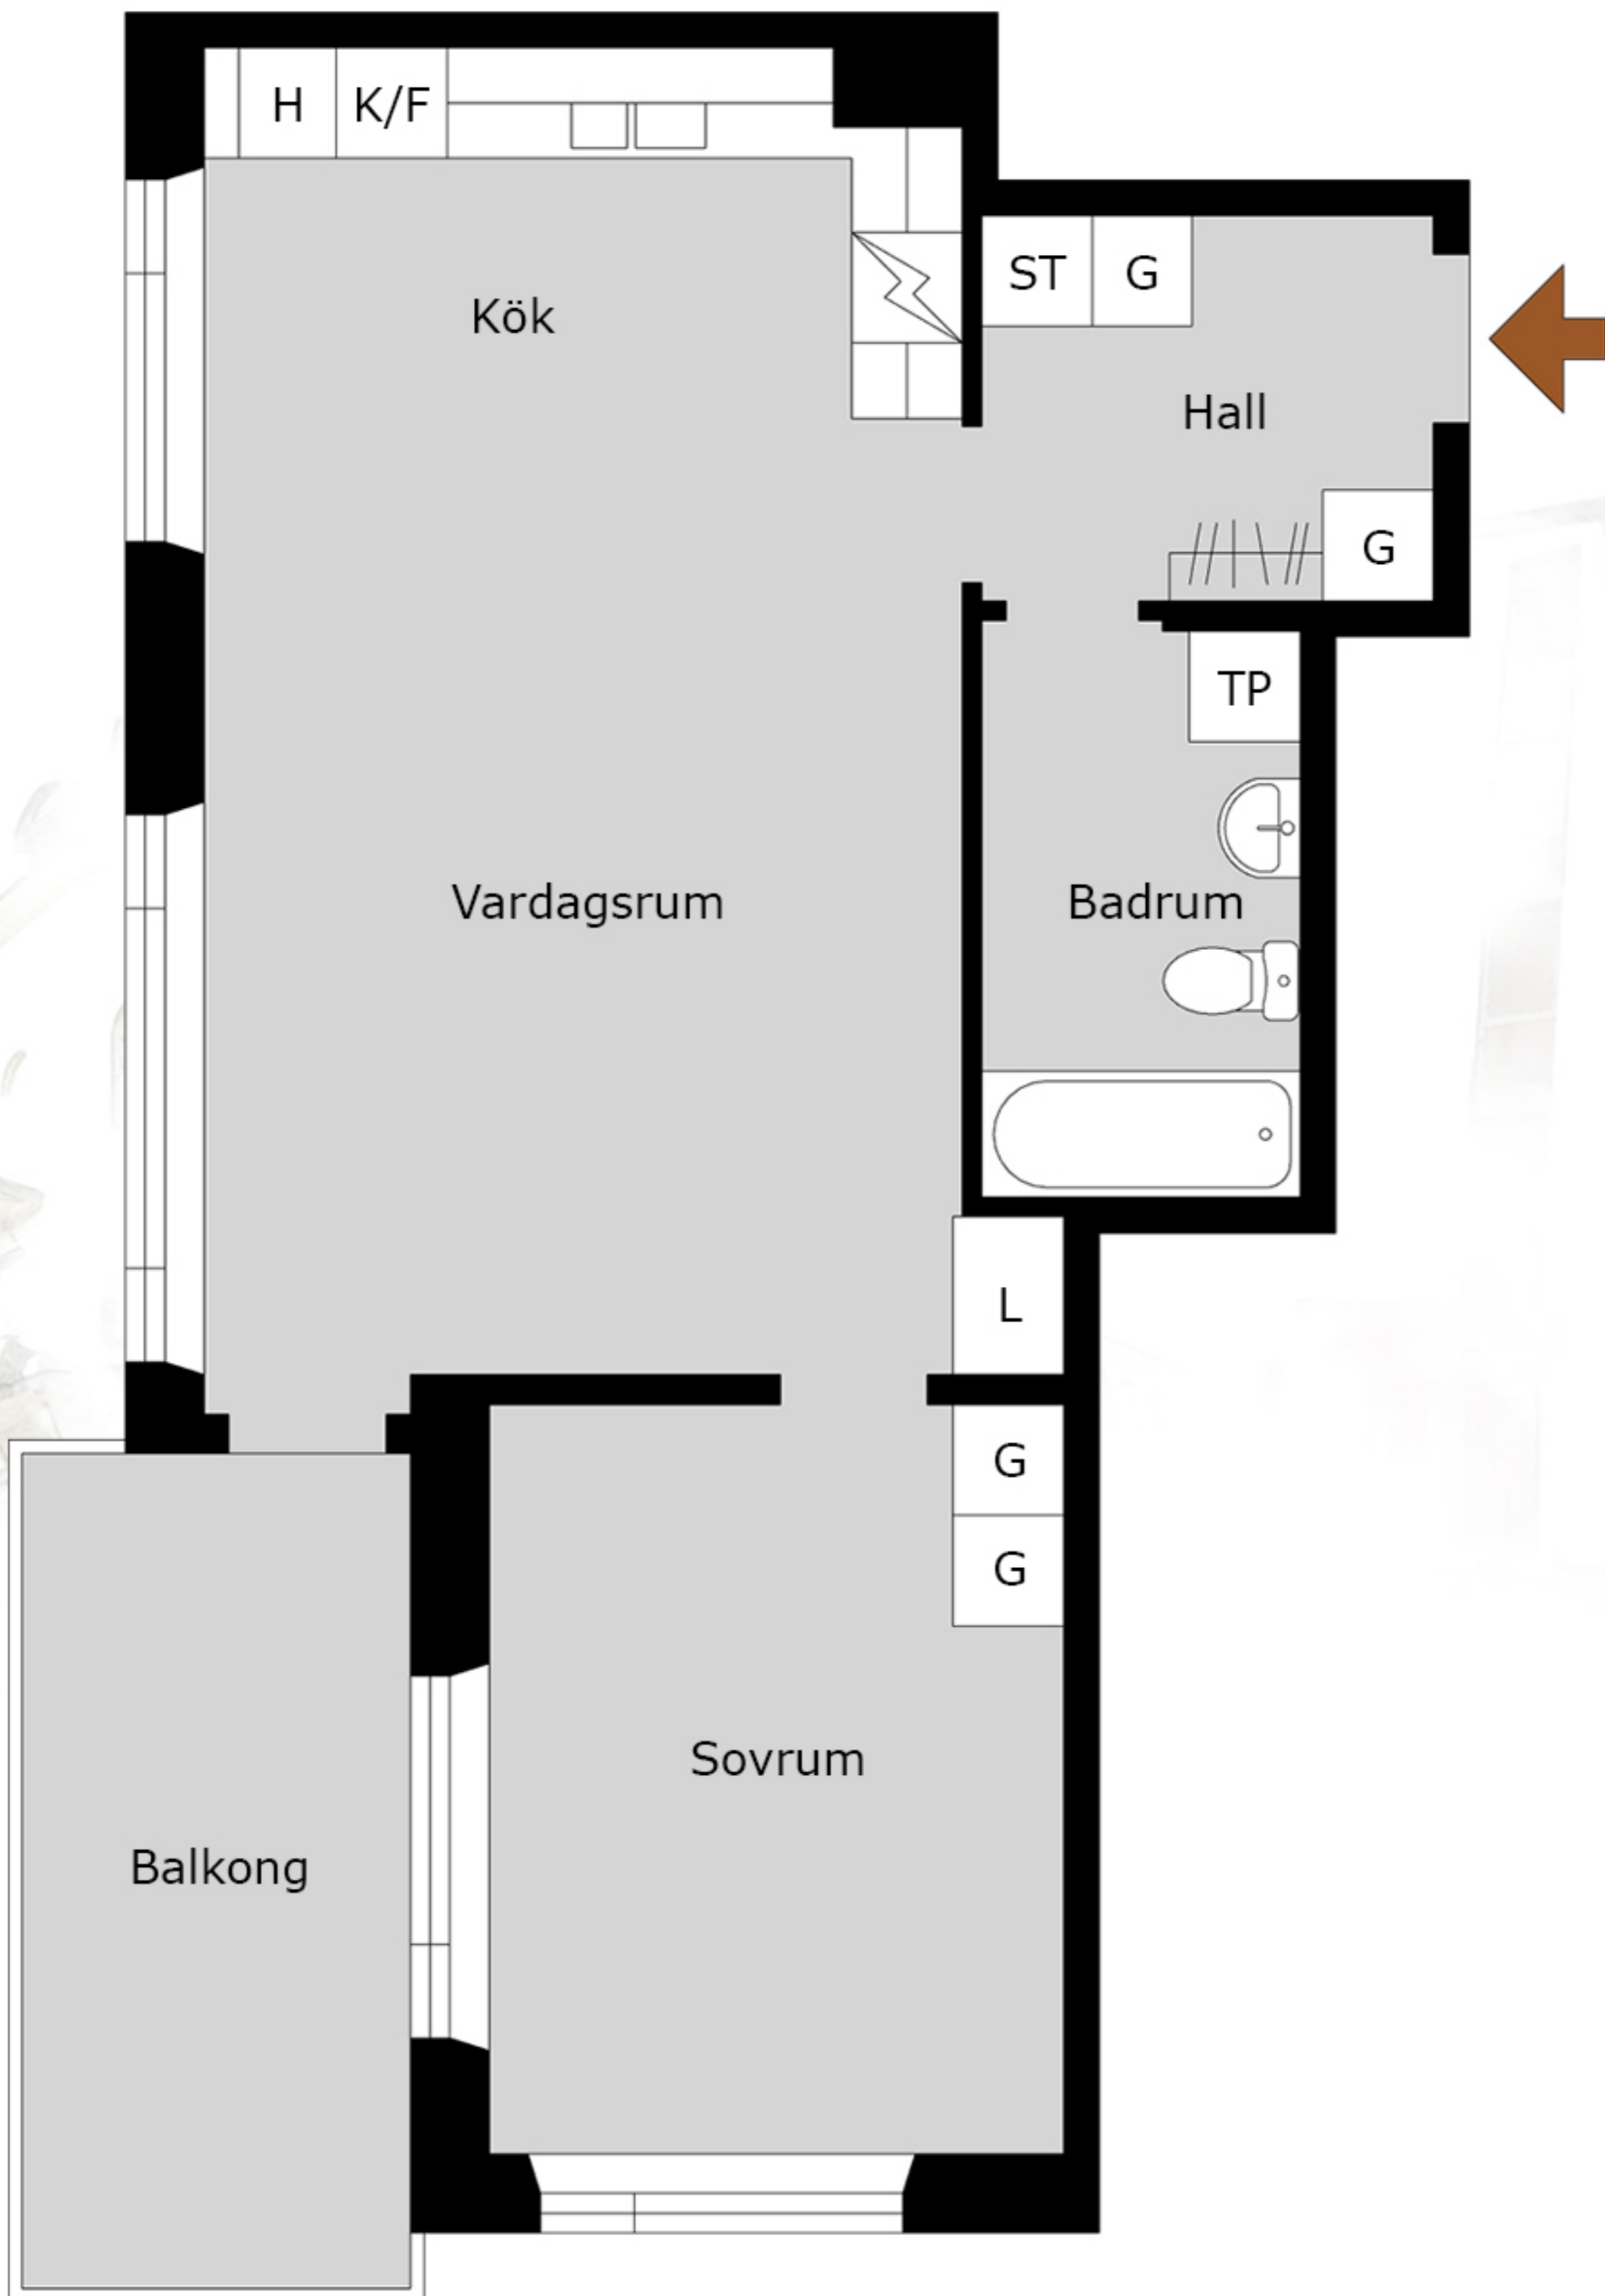 H K/F
ST G
Kök
Hall
G
TP
Vardagsrum
Badrum
L
G
G
Sovrum
Balkong